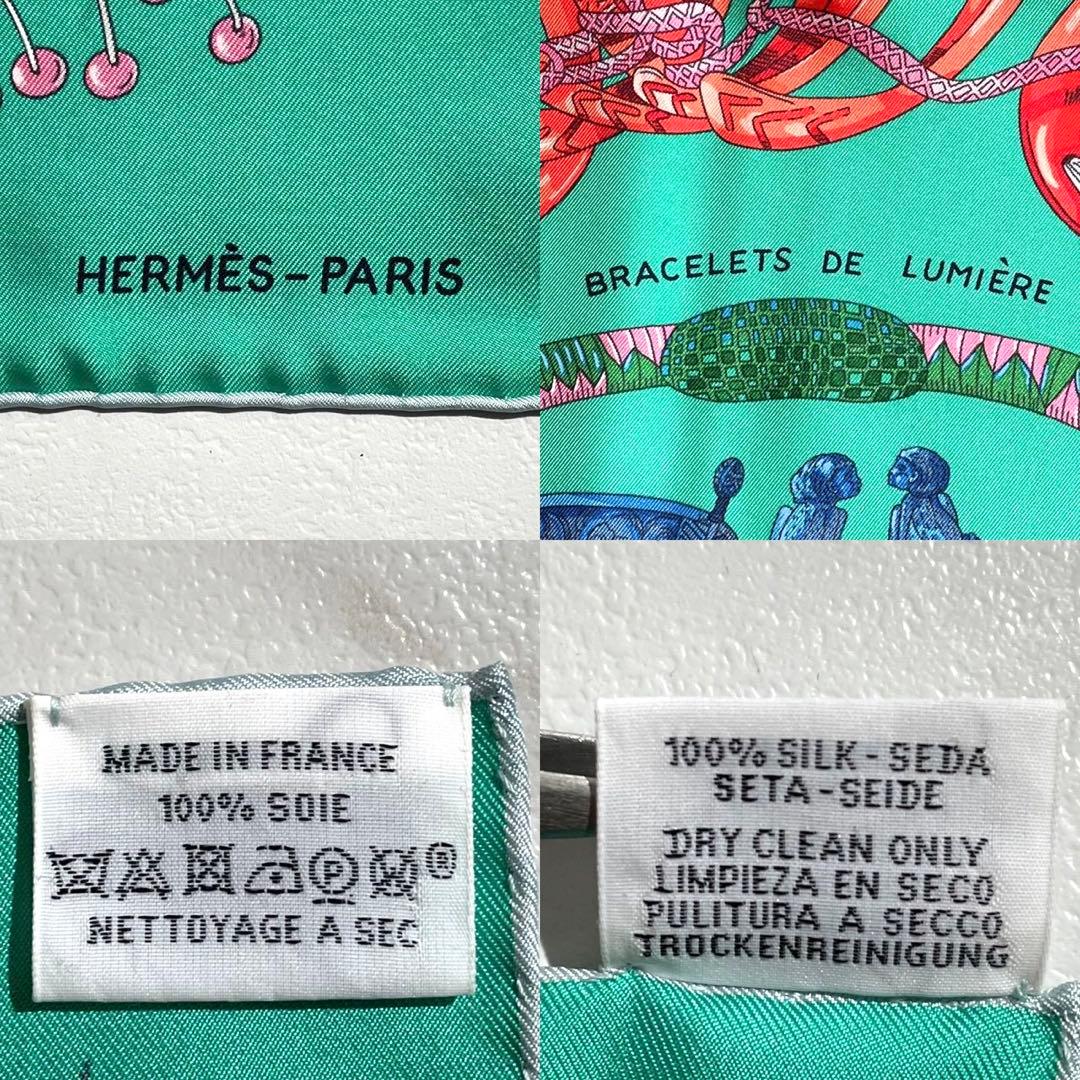 HERMÈS-PARIS
BRACELETS DE LUMIÈRE
MADE IN FRANCE
100% SOIE
P ®
NETTOYAGE A SEC
100% SILK - SEDA
SETA - SEIDE
DRY CLEAN ONLY
LIMPIEZA EN SECO
PULITURA A SECCO
TROCKENREINIGUNG